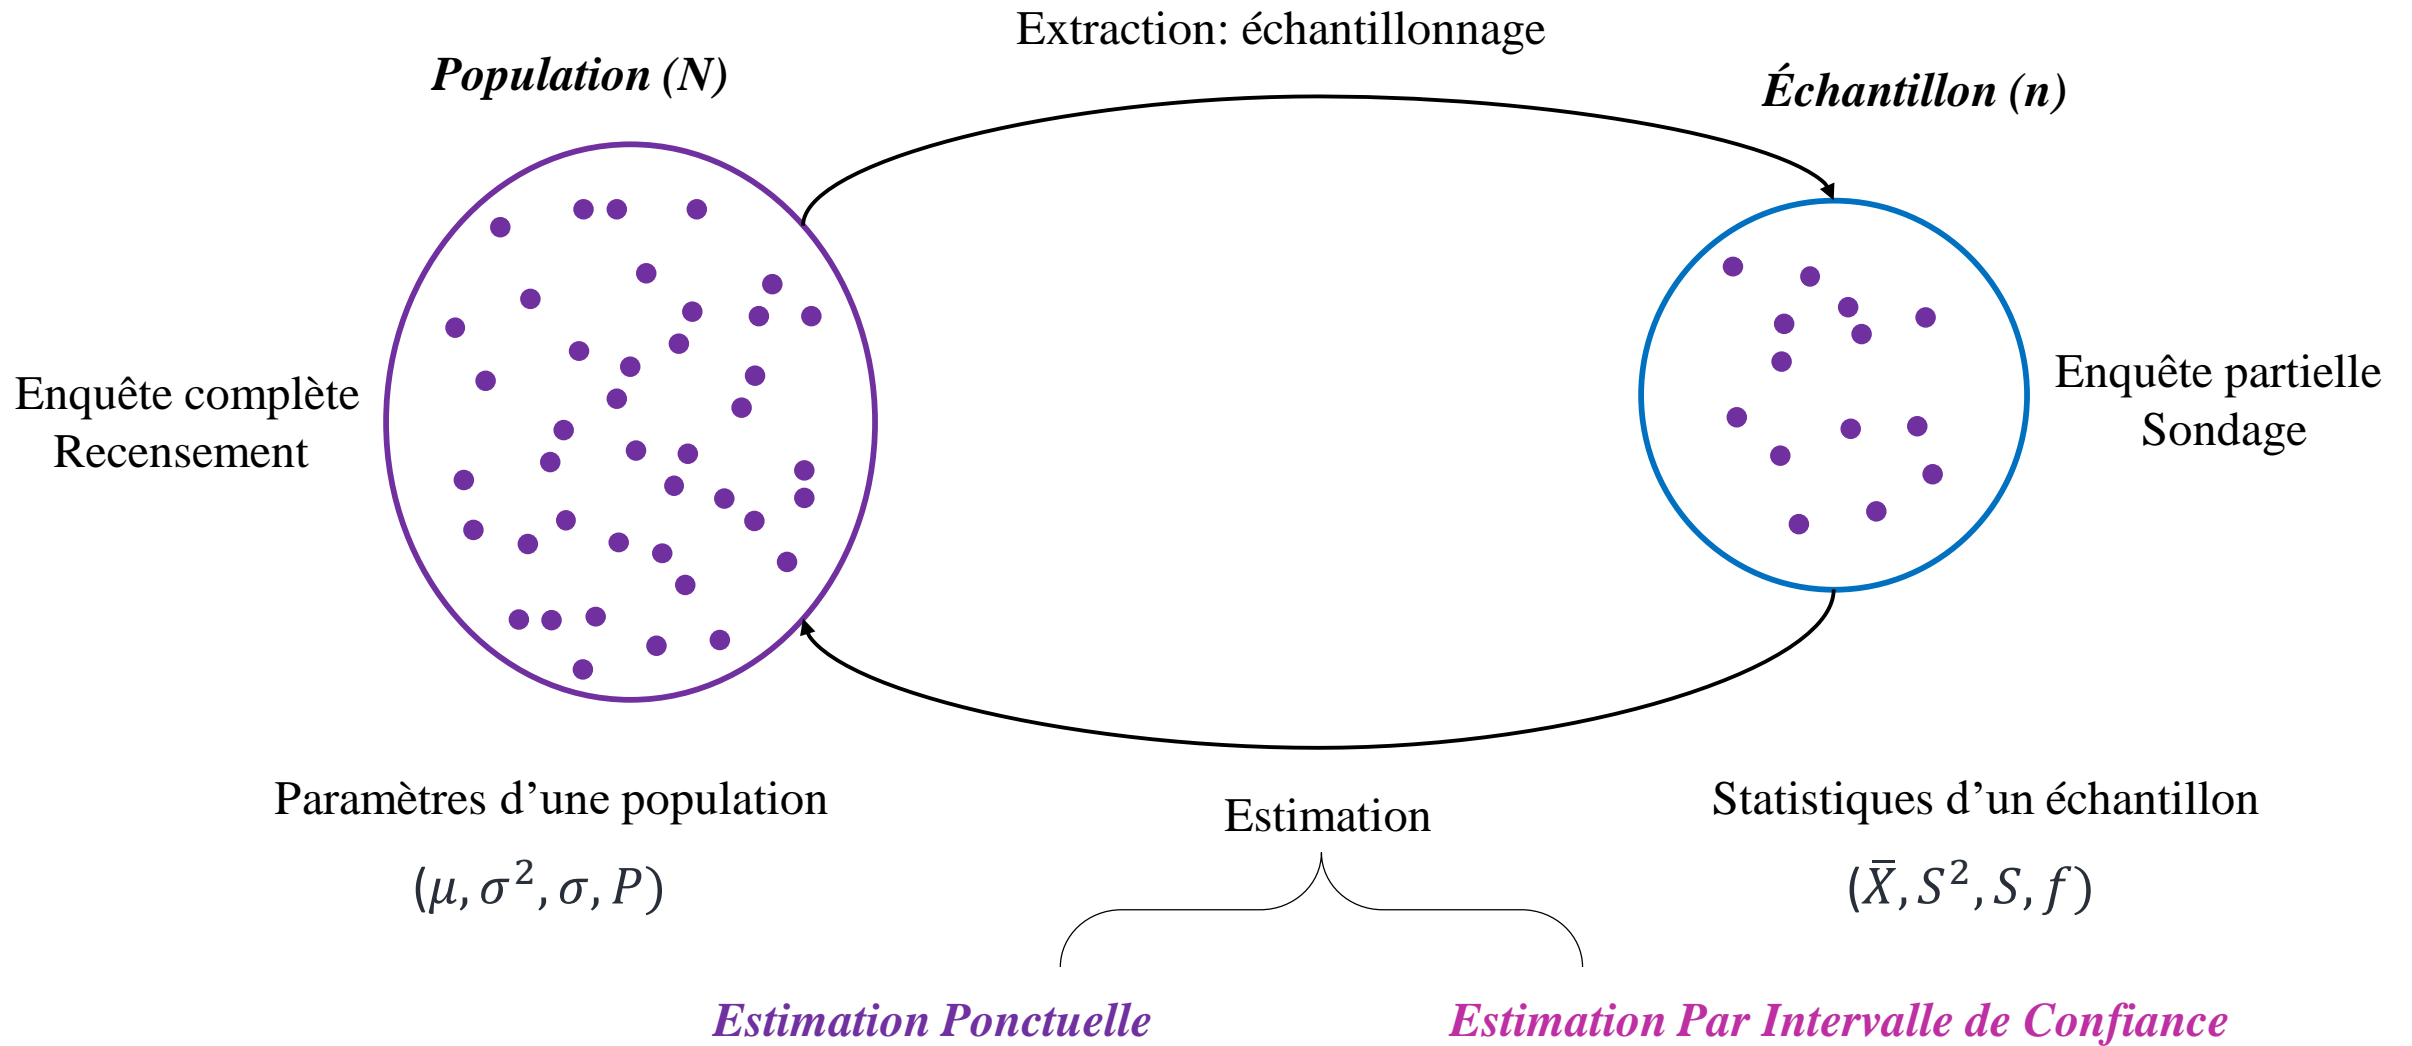 Extraction: échantillonnage
Population (N)
Échantillon (n)
Enquête complète
Recensement
Enquête partielle
Sondage
Paramètres d’une population
(μ, σ², σ, P)
Estimation
Statistiques d’un échantillon
(X̅, S², S, f)
Estimation Ponctuelle
Estimation Par Intervalle de Confiance